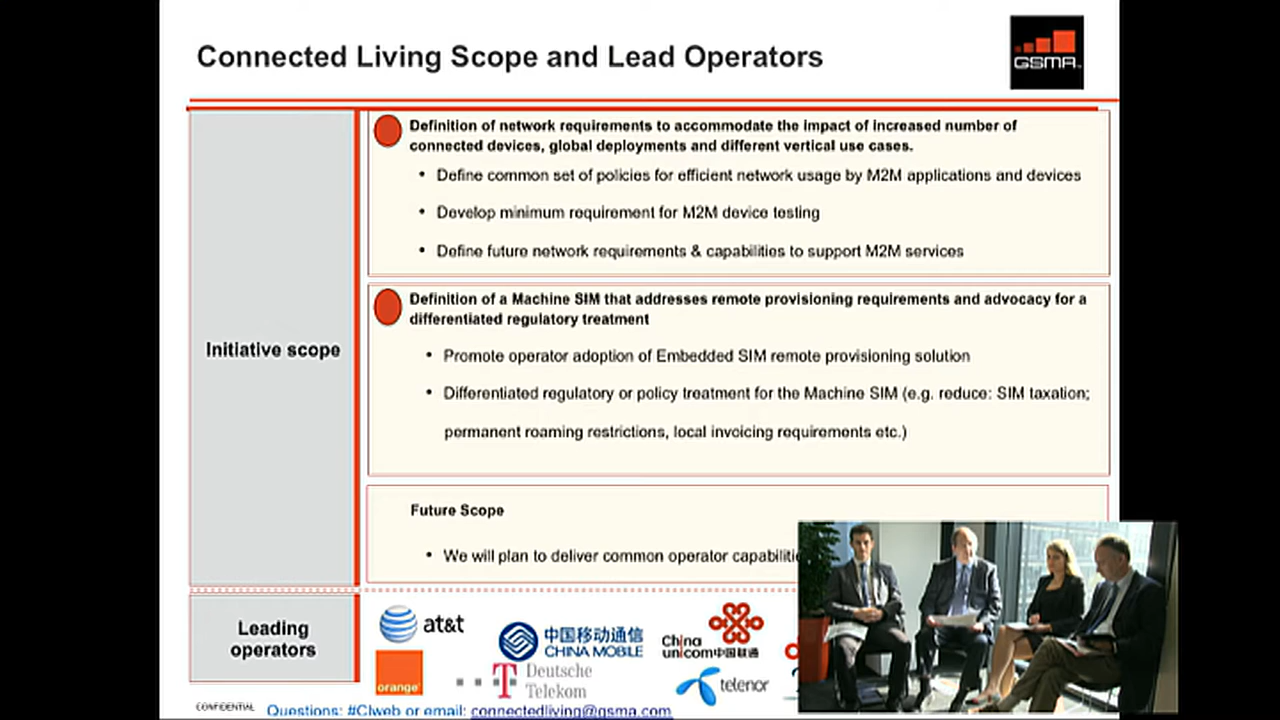 Connected Living Scope and Lead Operators
GSMA
Definition of network requirements to accommodate the impact of increased number of
connected devices, global deployments and different vertical use cases.
• Define common set of policies for efficient network usage by M2M applications and devices
• Develop minimum requirement for M2M device testing
• Define future network requirements & capabilities to support M2M services
Initiative scope
Definition of a Machine SIM that addresses remote provisioning requirements and advocacy for a
differentiated regulatory treatment
• Promote operator adoption of Embedded SIM remote provisioning solution
• Differentiated regulatory or policy treatment for the Machine SIM (e.g. reduce: SIM taxation;
permanent roaming restrictions, local invoicing requirements etc.)
Future Scope
• We will plan to deliver common operator
Leading
operators
at&t
中国移动通信
CHINA MOBILE
China
unicom中国联通
orange
T Deutsche
Telekom
telenor
CONFIDENTIAL
Questions: #CIweb or email: connectedliving@gsma.com